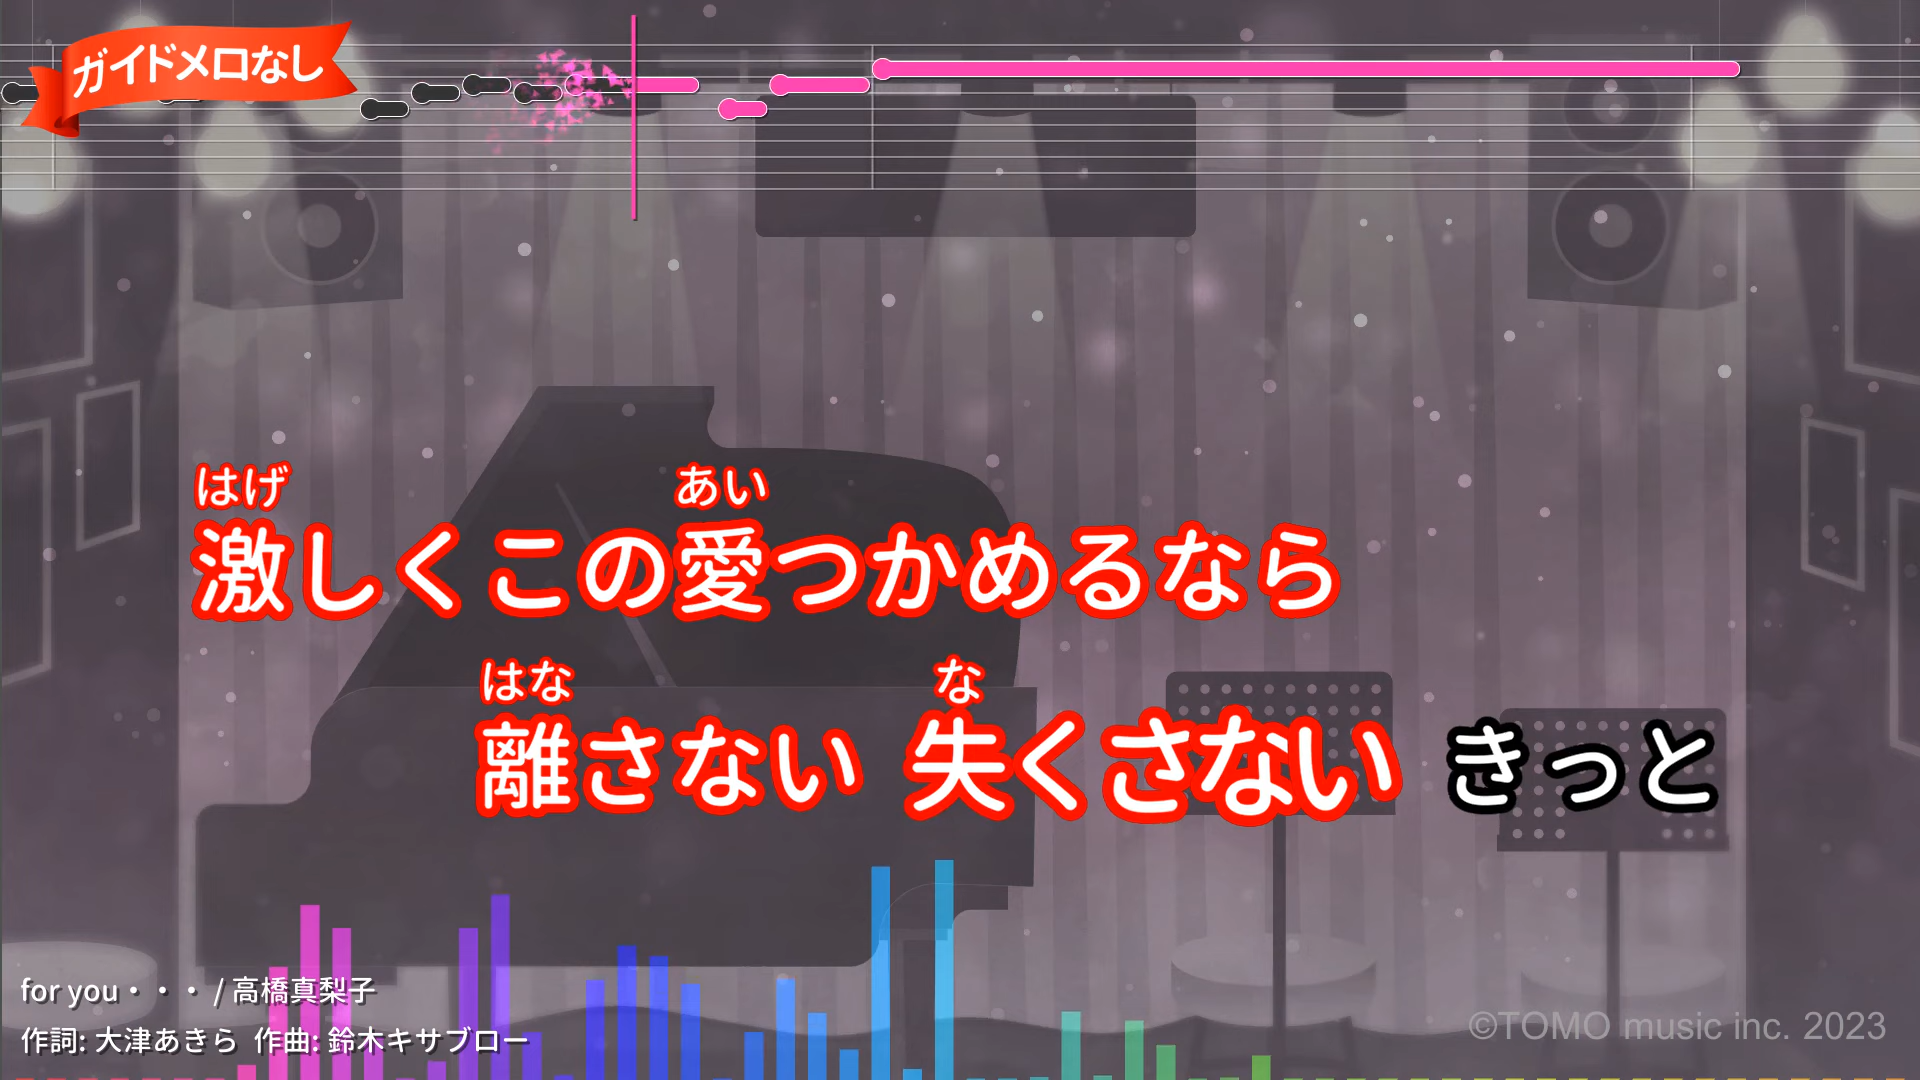 ガイドメロなし
はげ あい
激しくこの愛つかめるなら
はな な
離さない 失くさない きっと
for you・・・ / 高橋真梨子
作詞: 大津あきら 作曲: 鈴木キサブロー
©TOMO music inc. 2023